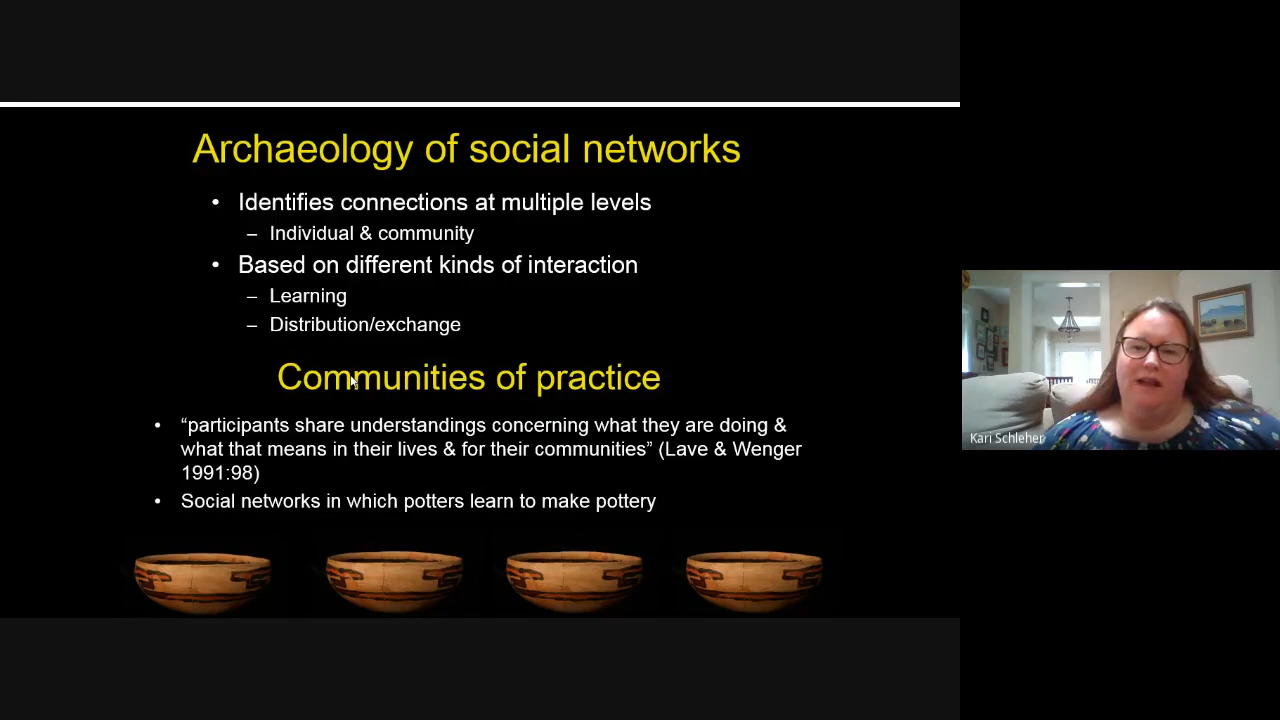 Archaeology of social networks
• Identifies connections at multiple levels
– Individual & community
• Based on different kinds of interaction
– Learning
– Distribution/exchange
Communities of practice
• “participants share understandings concerning what they are doing &
what that means in their lives & for their communities” (Lave & Wenger
1991:98)
• Social networks in which potters learn to make pottery
Kari Schleher